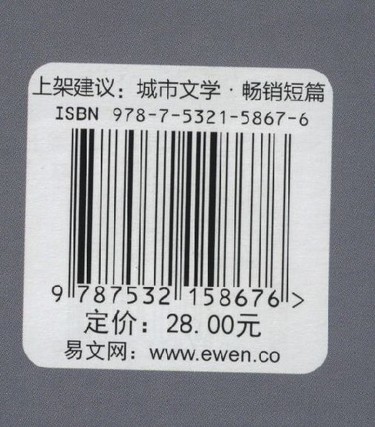 上架建议：城市文学·畅销短篇
ISBN 978-7-5321-5867-6
9 787532 158676 >
定价：28.00元
易文网：www.ewen.co